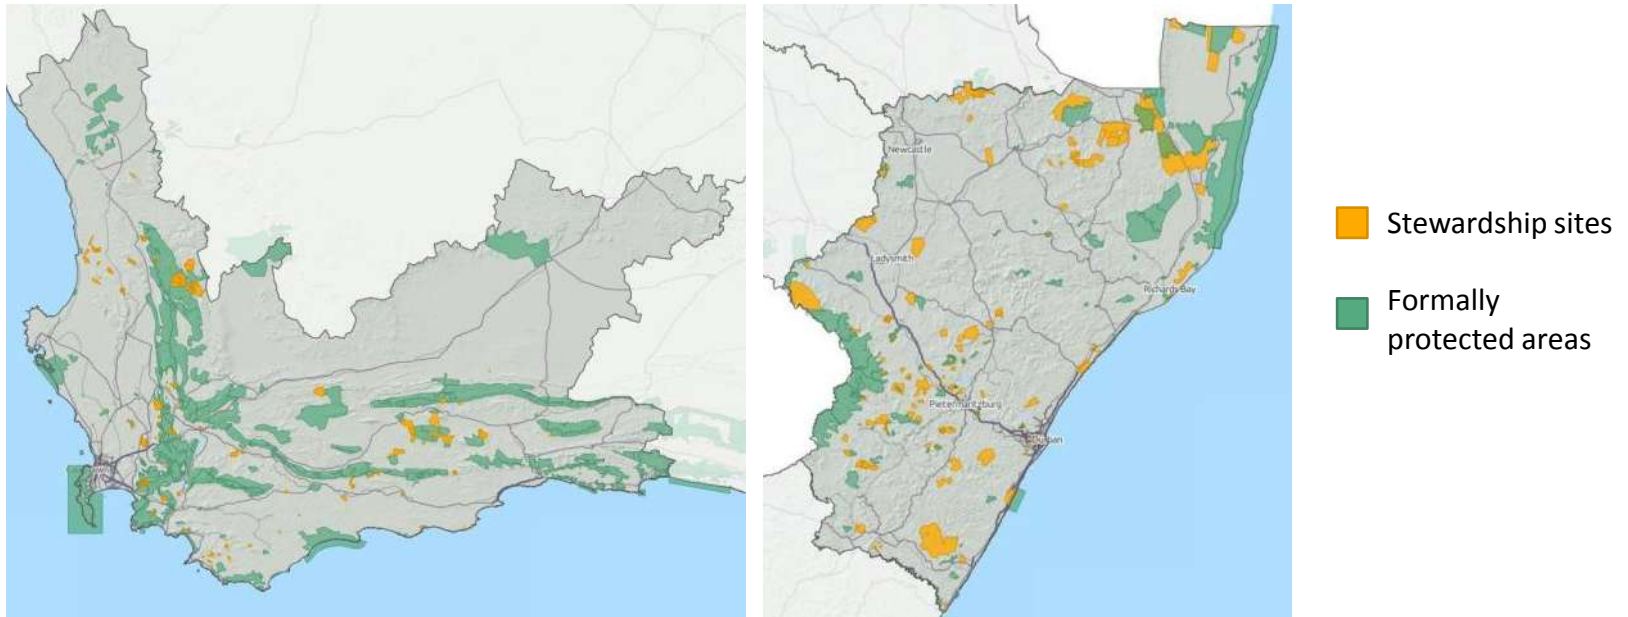 Newcastle
Ladysmith
Richards Bay
Pietermaritzburg
Durban
Stewardship sites
Formally
protected areas